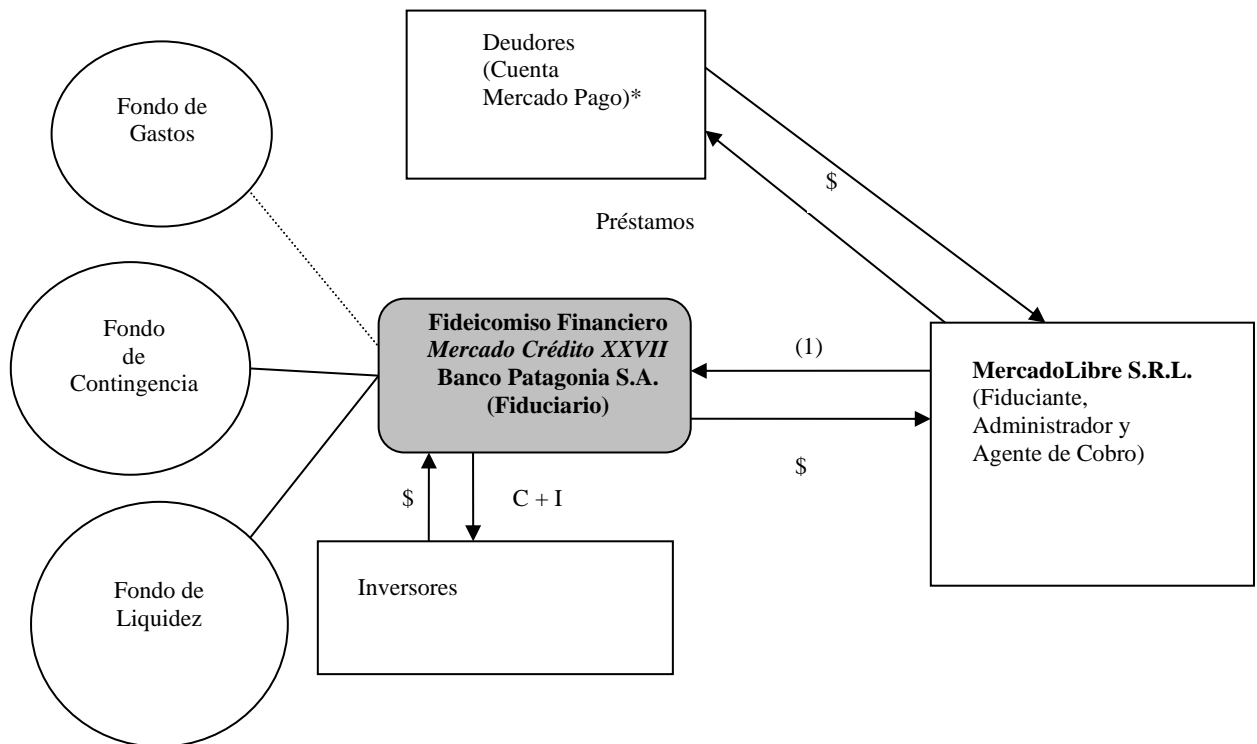 Deudores
(Cuenta
Mercado Pago)*
Fondo de
Gastos
$
Préstamos
Fondo
de
Contingencia
Fideicomiso Financiero
Mercado Crédito XXVII
Banco Patagonia S.A.
(Fiduciario)
(1)
MercadoLibre S.R.L.
(Fiduciante,
Administrador y
Agente de Cobro)
$
$
C + I
Fondo de
Liquidez
Inversores